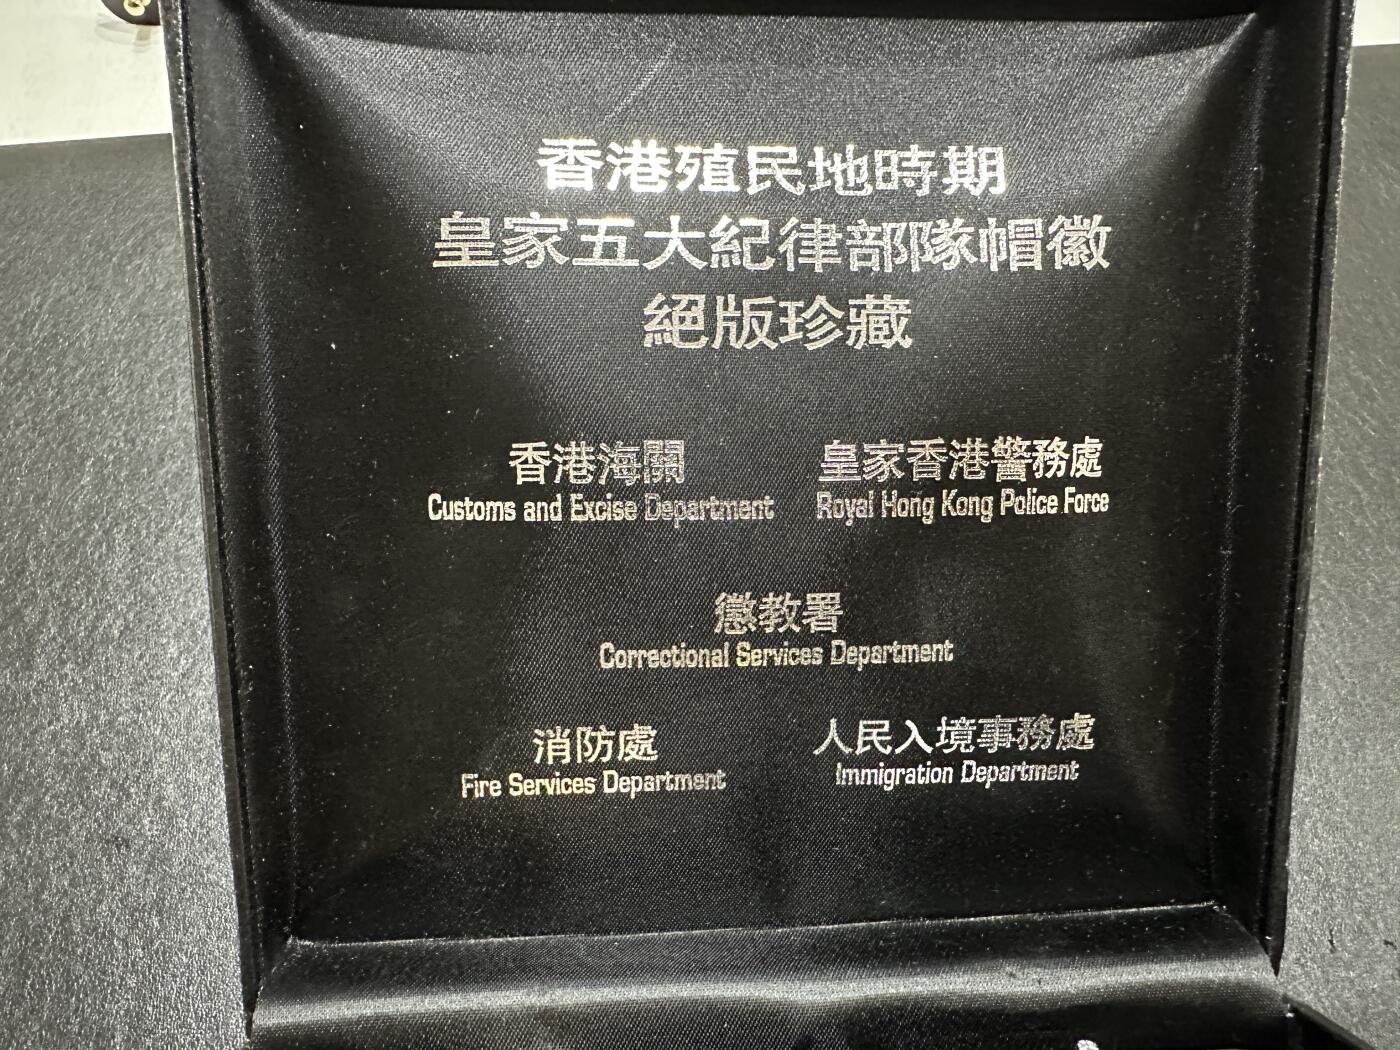 香港殖民地時期
皇家五大紀律部隊帽徽
絕版珍藏
香港海關
Customs and Excise Department
皇家香港警務處
Royal Hong Kong Police Force
懲教署
Correctional Services Department
消防處
Fire Services Department
人民入境事務處
Immigration Department